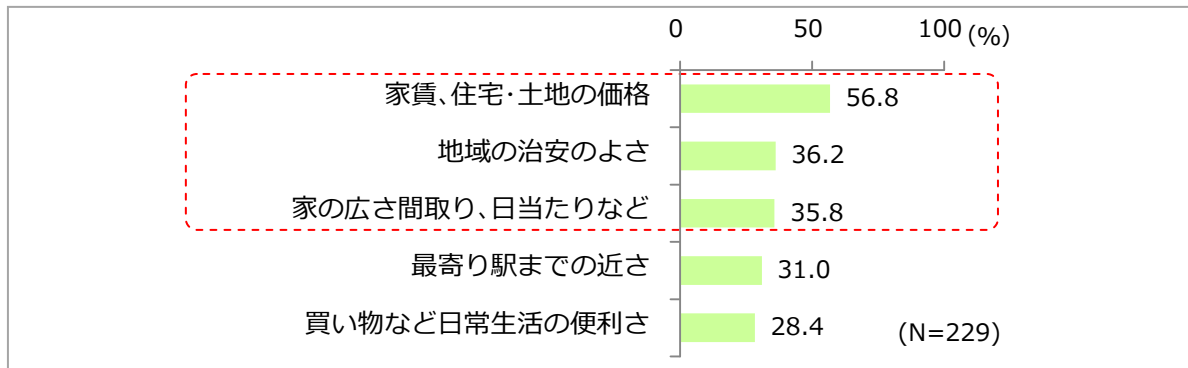 0 50 100 (%)
家賃、住宅・土地の価格 56.8
地域の治安のよさ 36.2
家の広さ間取り、日当たりなど 35.8
最寄り駅までの近さ 31.0
買い物など日常生活の便利さ 28.4 (N=229)